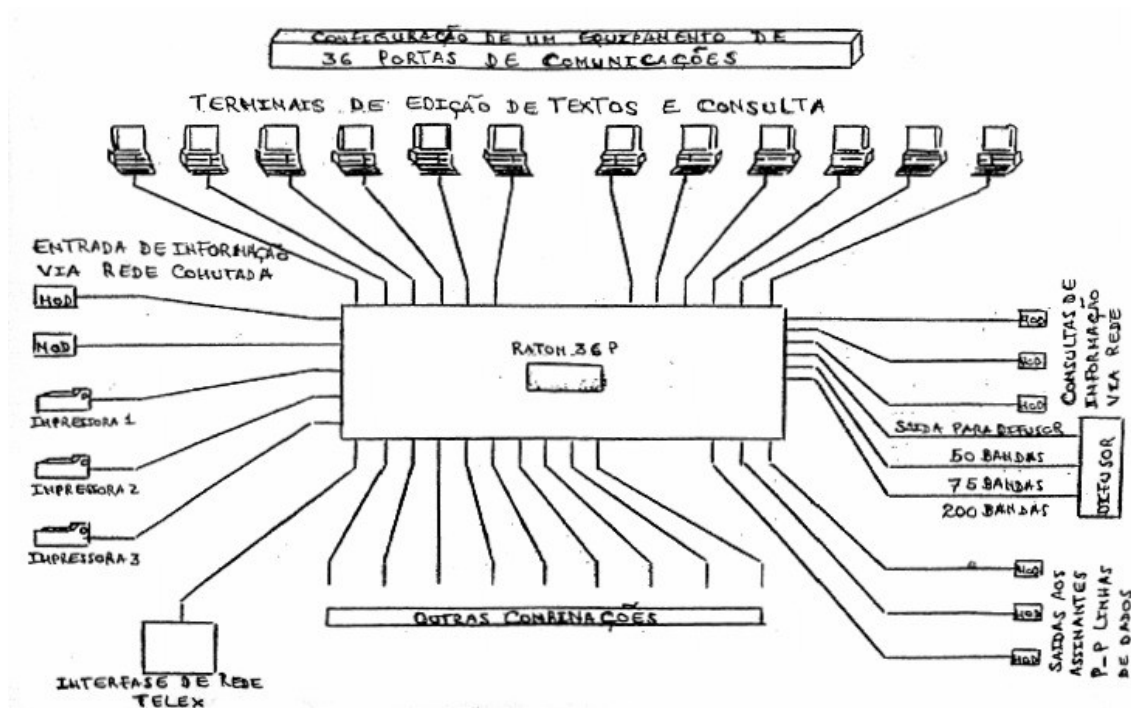 CONFIGURAÇÃO DE UM EQUIPAMENTO DE
36 PORTAS DE COMUNICAÇÕES
TERMINAIS DE EDIÇÃO DE TEXTOS E CONSULTA
ENTRADA DE INFORMAÇÃO
VIA REDE COMUTADA
MOD
MOD
IMPRESSORA 1
IMPRESSORA 2
IMPRESSORA 3
INTERFASE DE REDE
TELEX
RATOM 36 P
OUTRAS COMBINAÇÕES
MOD
MOD
MOD
CONSULTAS DE
INFORMAÇÃO
VIA REDE
SAIDA PARA DIFUSOR
50 BANDAS
75 BANDAS
200 BANDAS
DIFUSOR
MOD
MOD
MOD
SAIDAS AOS
ASSINANTES
P-P LINHAS
DE DADOS